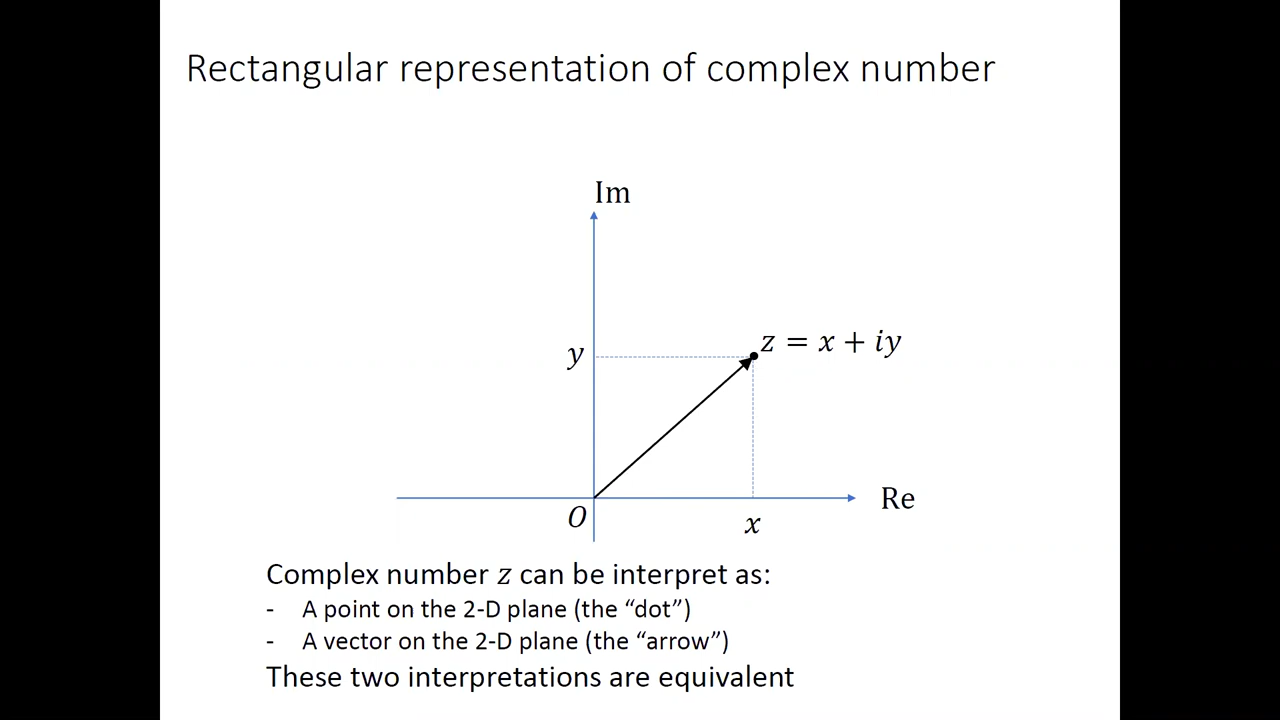 Rectangular representation of complex number
Im
z = x + iy
y
Re
O
x
Complex number z can be interpret as:
- A point on the 2-D plane (the “dot”)
- A vector on the 2-D plane (the “arrow”)
These two interpretations are equivalent